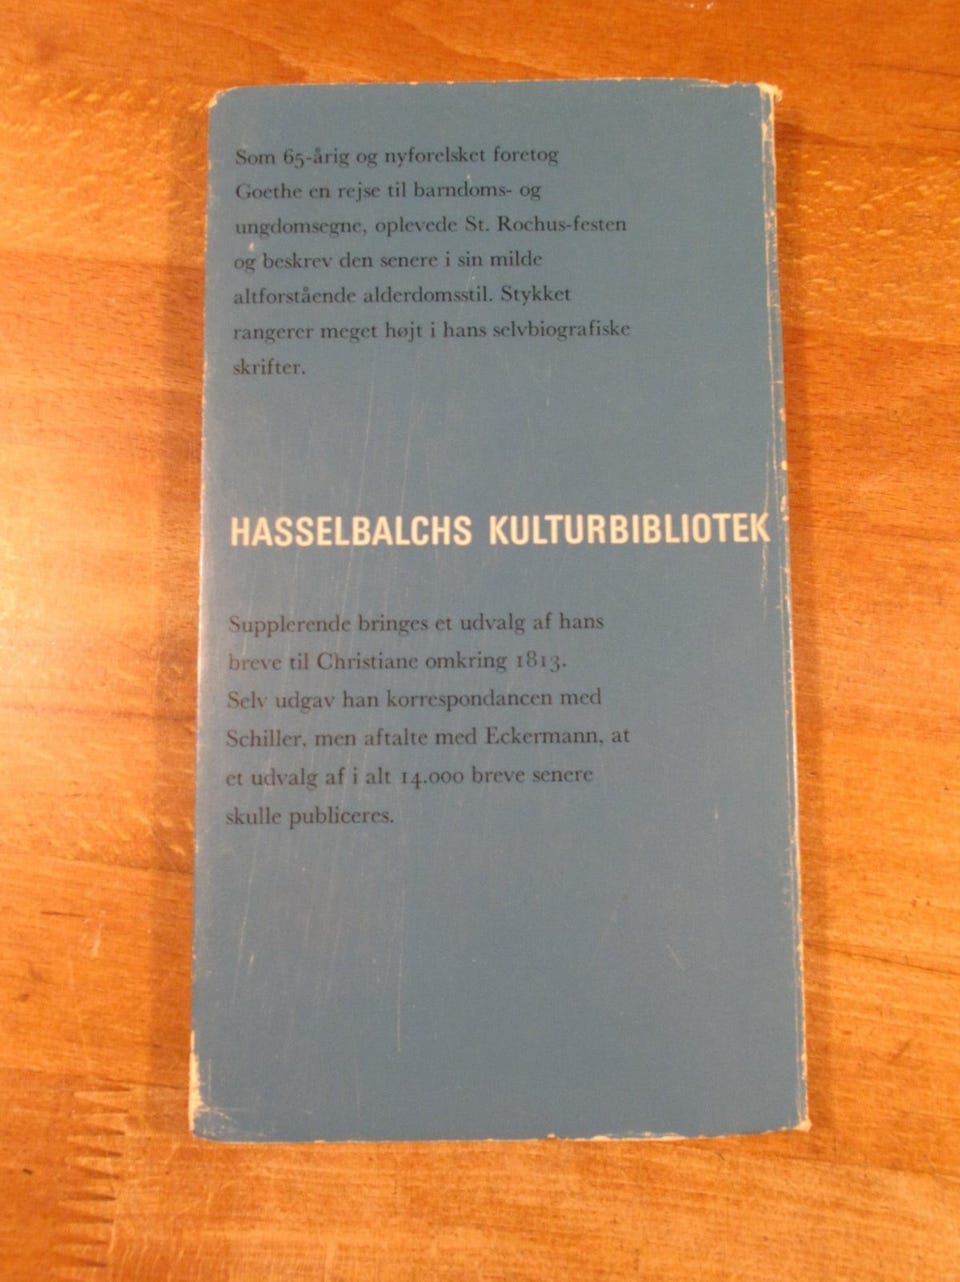 Som 65-årig og nyforelsket foretog
Goethe en rejse til barndoms- og
ungdomsegne, oplevede St. Rochus-festen
og beskrev den senere i sin milde
altforstående alderdomsstil. Stykket
rangerer meget højt i hans selvbiografiske
skrifter.
HASSELBALCHS KULTURBIBLIOTEK
Supplerende bringes et udvalg af hans
breve til Christiane omkring 1813.
Selv udgav han korrespondancen med
Schiller, men aftalte med Eckermann, at
et udvalg af i alt 14.000 breve senere
skulle publiceres.